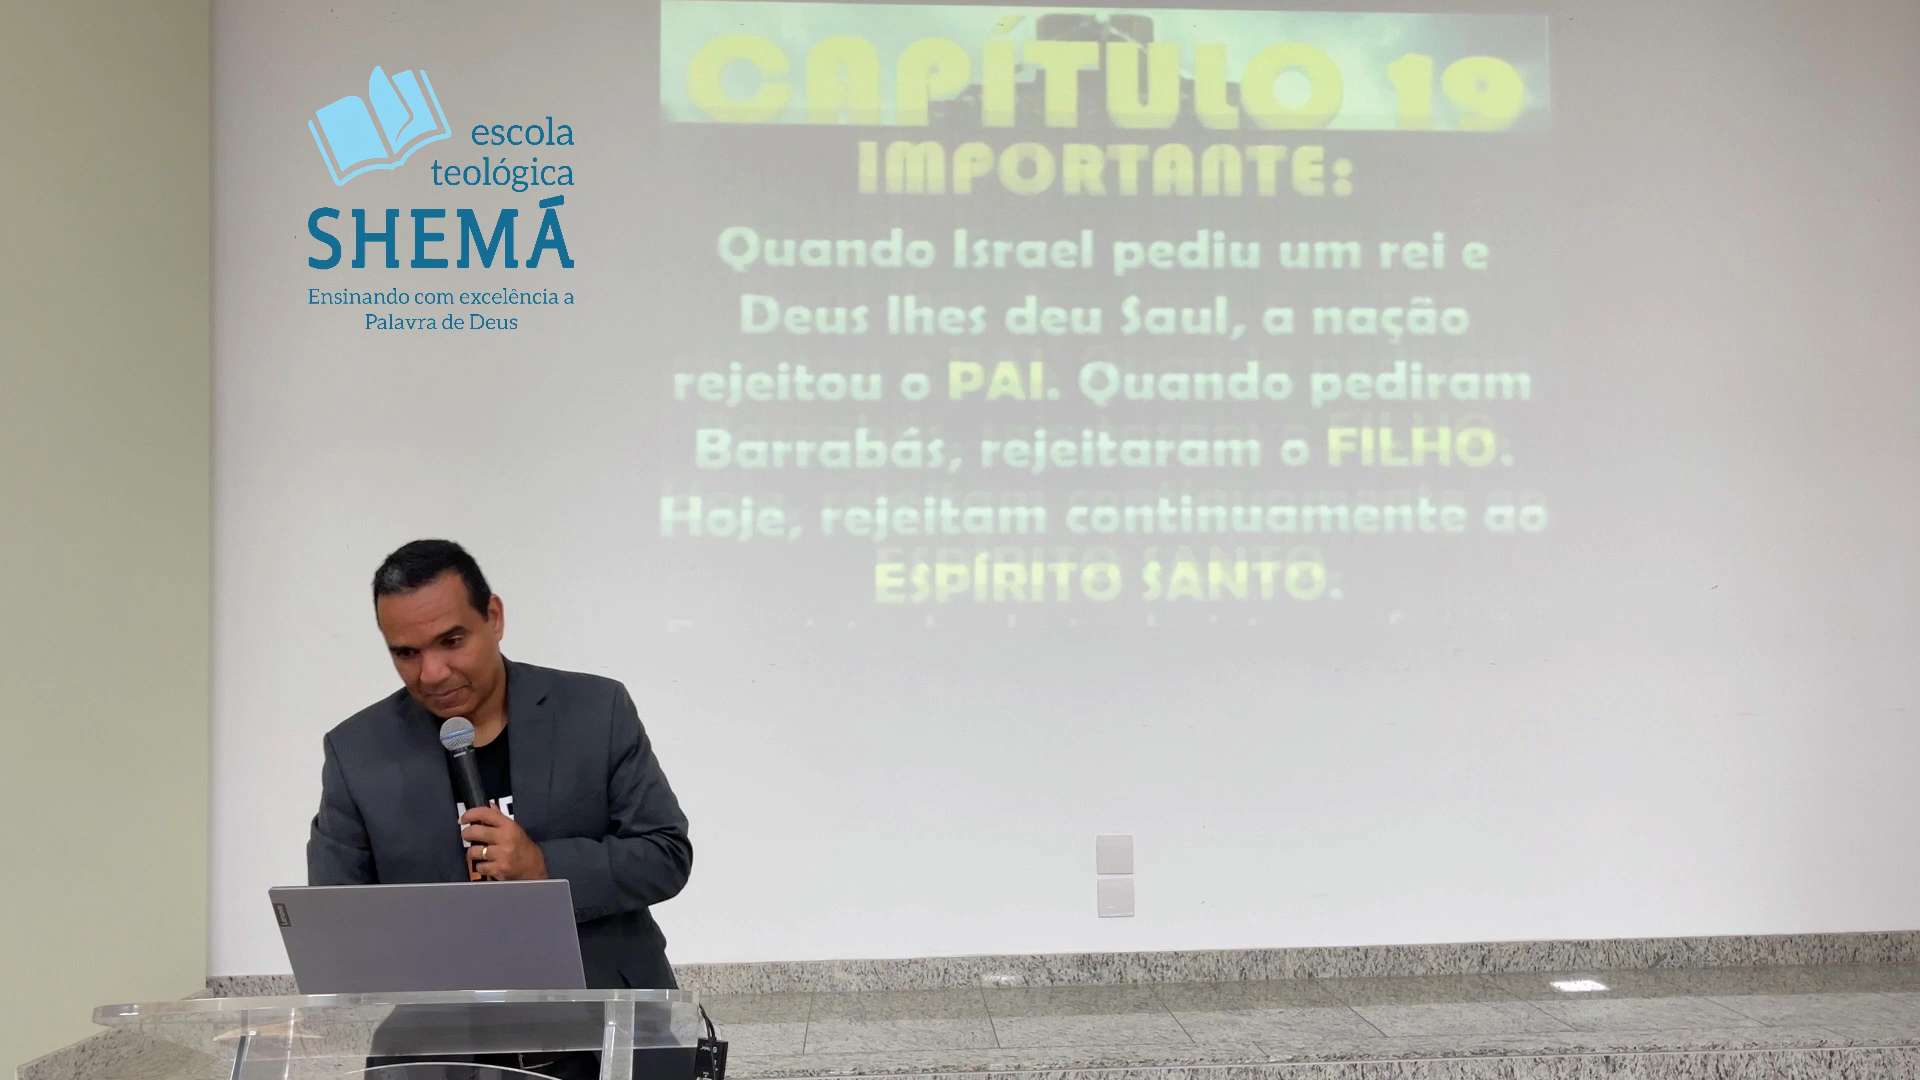 escola
teológica
SHEMÁ
Ensinando com excelência a
Palavra de Deus
CAPÍTULO 19
IMPORTANTE:
Quando Israel pediu um rei e
Deus lhes deu Saul, a nação
rejeitou o PAI. Quando pediram
Barrabás, rejeitaram o FILHO.
Hoje, rejeitam continuamente ao
ESPÍRITO SANTO.
Lenovo